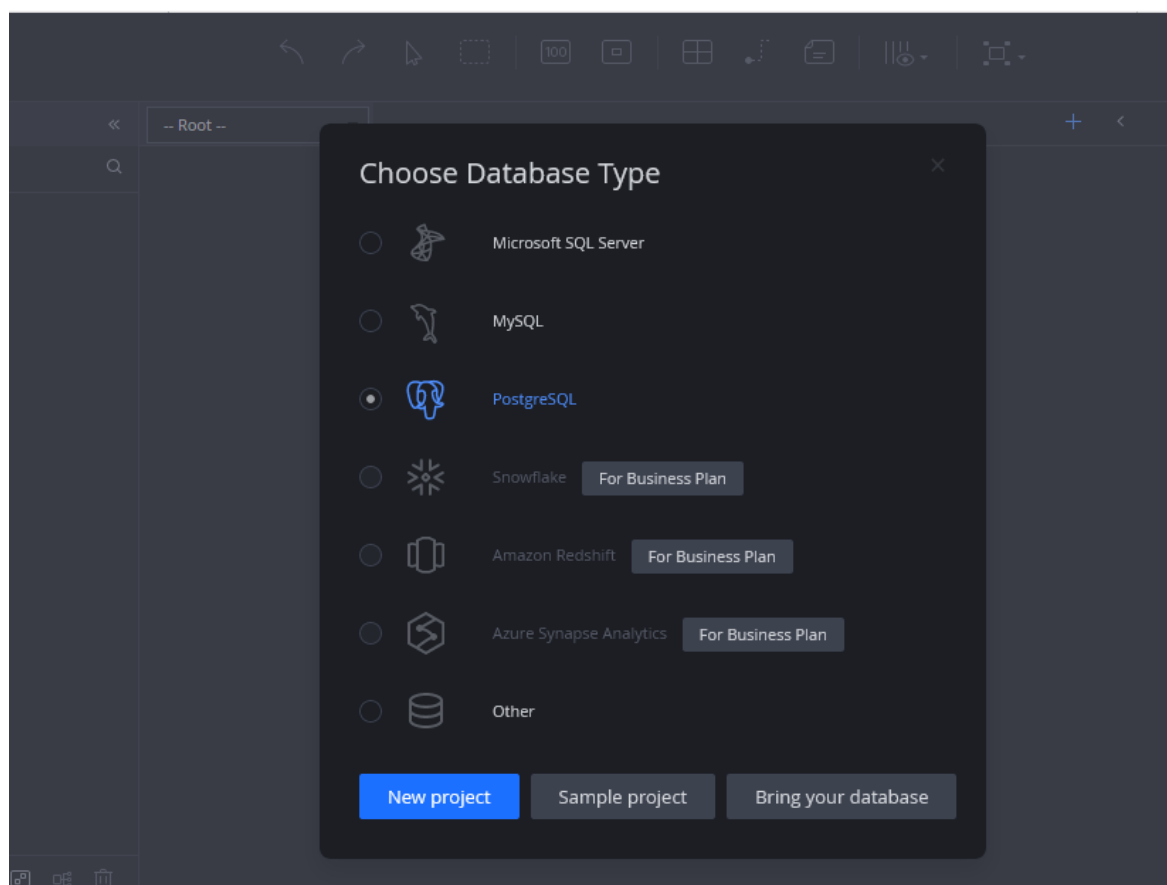 100
-- Root --
Choose Database Type
Microsoft SQL Server
MySQL
PostgreSQL
Snowflake For Business Plan
Amazon Redshift For Business Plan
Azure Synapse Analytics For Business Plan
Other
New project Sample project Bring your database